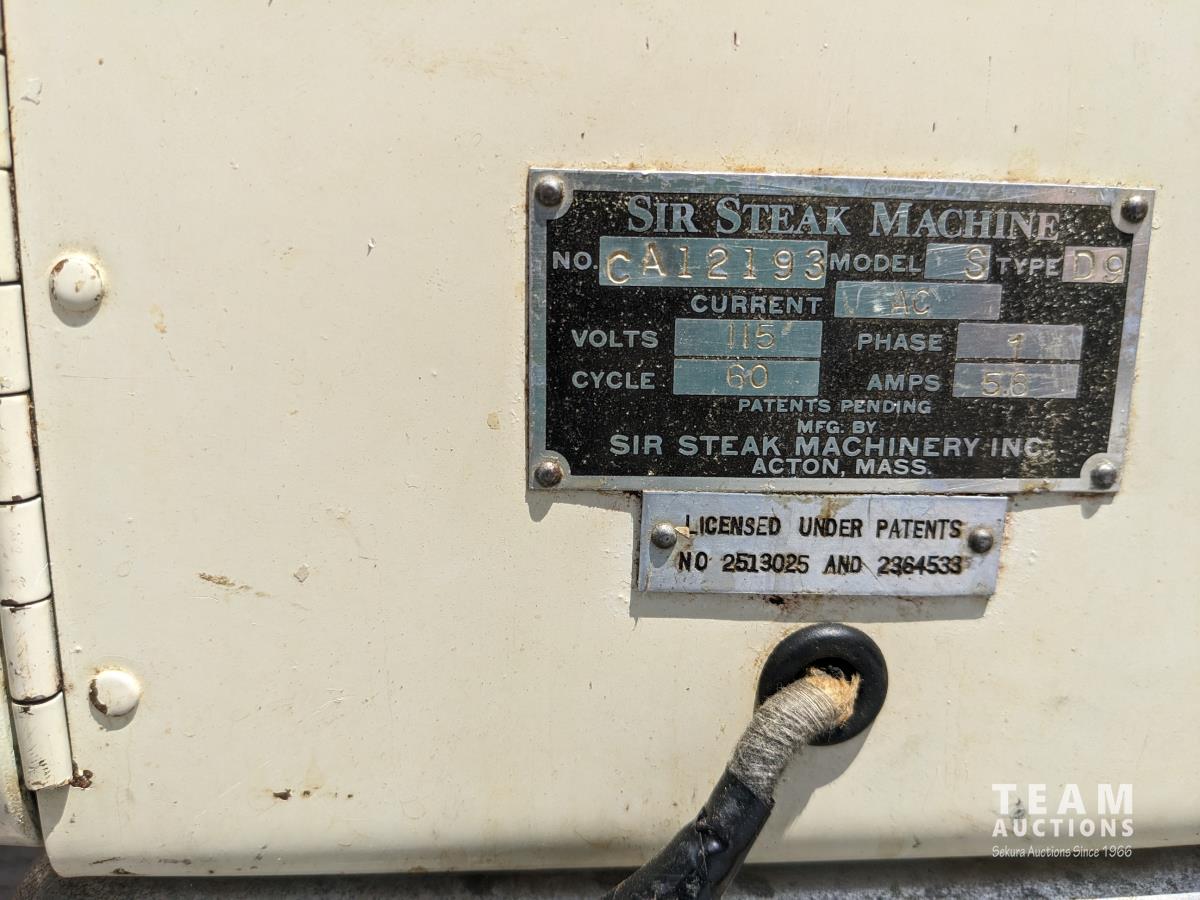 SIR STEAK MACHINE
NO. CA12193 MODEL S TYPE D9
CURRENT AC
VOLTS 115 PHASE 1
CYCLE 60 AMPS 5.8
PATENTS PENDING
MFG. BY
SIR STEAK MACHINERY INC.
ACTON, MASS.
LICENSED UNDER PATENTS
NO 2513025 AND 2364533
TEAM
AUCTIONS
Sekura Auctions Since 1966